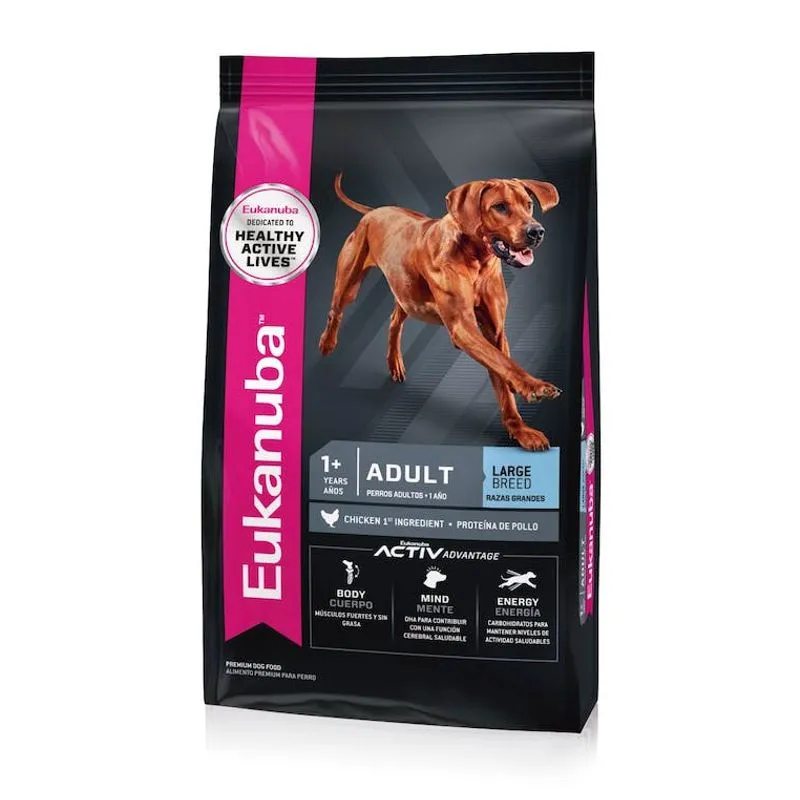 Eukanuba
DEDICATED TO
HEALTHY
ACTIVE
LIVES™
Eukanuba™
1+
YEARS
AÑOS
ADULT
PERROS ADULTOS • 1 AÑO
LARGE
BREED
RAZAS GRANDES
CHICKEN 1ST INGREDIENT • PROTEÍNA DE POLLO
Eukanuba
ACTIV ADVANTAGE
BODY
CUERPO
MÚSCULOS FUERTES Y SIN
GRASA
MIND
MENTE
DHA PARA CONTRIBUIR
CON UNA FUNCIÓN
CEREBRAL SALUDABLE
ENERGY
ENERGÍA
CARBOHIDRATOS PARA
MANTENER NIVELES DE
ACTIVIDAD SALUDABLES
PREMIUM DOG FOOD
ALIMENTO PREMIUM PARA PERRO
Eukanuba
ADULT